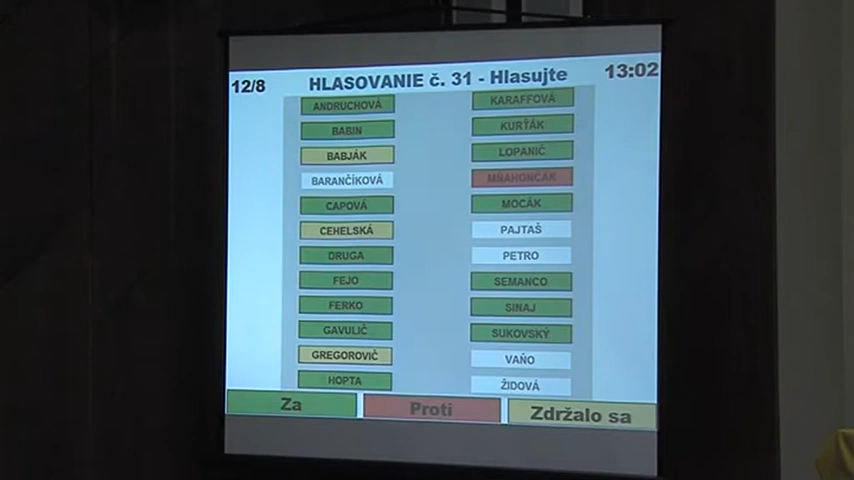 12/8 HLASOVANIE č. 31 - Hlasujte 13:02
ANDRUCHOVÁ
BABIN
BABJÁK
BARANČÍKOVÁ
CAPOVÁ
CEHELSKÁ
DRUGA
FEJO
FERKO
GAVULIČ
GREGOROVIČ
HOPTA
KARAFFOVÁ
KURŤÁK
LOPANIČ
MŇAHONČÁK
MOCÁK
PAJTAŠ
PETRO
SEMANCO
SINAJ
SUKOVSKÝ
VAŇO
ŽIDOVÁ
Za Proti Zdržalo sa